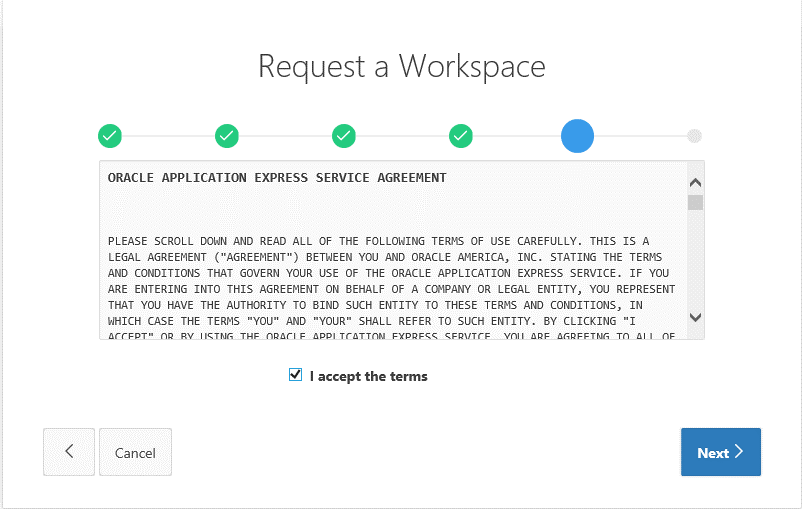 Request a Workspace
ORACLE APPLICATION EXPRESS SERVICE AGREEMENT
PLEASE SCROLL DOWN AND READ ALL OF THE FOLLOWING TERMS OF USE CAREFULLY. THIS IS A
LEGAL AGREEMENT ("AGREEMENT") BETWEEN YOU AND ORACLE AMERICA, INC. STATING THE TERMS
AND CONDITIONS THAT GOVERN YOUR USE OF THE ORACLE APPLICATION EXPRESS SERVICE. IF YOU
ARE ENTERING INTO THIS AGREEMENT ON BEHALF OF A COMPANY OR LEGAL ENTITY, YOU REPRESENT
THAT YOU HAVE THE AUTHORITY TO BIND SUCH ENTITY TO THESE TERMS AND CONDITIONS, IN
WHICH CASE THE TERMS "YOU" AND "YOUR" SHALL REFER TO SUCH ENTITY. BY CLICKING "I
ACCEPT" OR BY USING THE ORACLE APPLICATION EXPRESS SERVICE, YOU ARE AGREEING TO ALL OF
I accept the terms
Cancel
Next